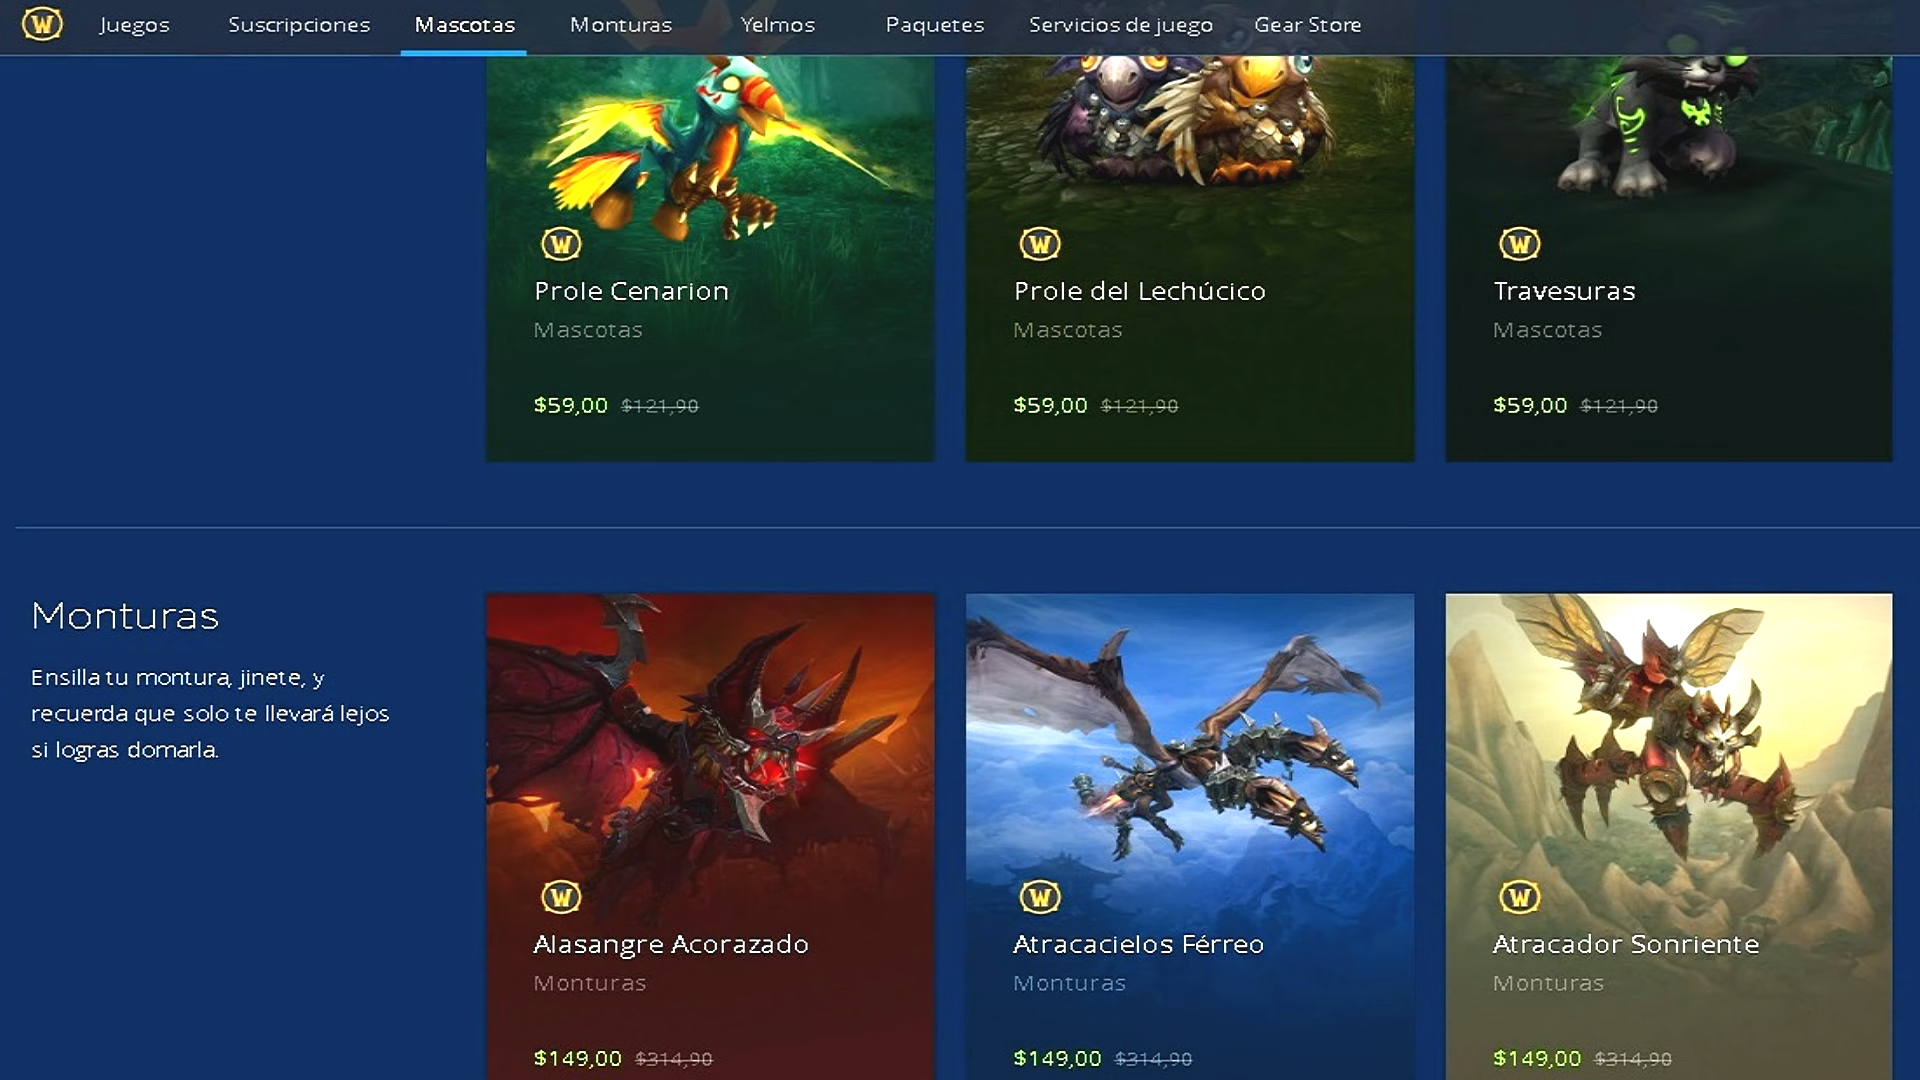 Juegos Suscripciones Mascotas Monturas Yelmos Paquetes Servicios de juego Gear Store
Prole Cenarion
Mascotas
$59,00 $121,90
Prole del Lechúcico
Mascotas
$59,00 $121,90
Travesuras
Mascotas
$59,00 $121,90
Monturas
Ensilla tu montura, jinete, y
recuerda que solo te llevará lejos
si logras domarla.
Alasangre Acorazado
Monturas
$149,00 $314,90
Atracacielos Férreo
Monturas
$149,00 $314,90
Atracador Sonriente
Monturas
$149,00 $314,90